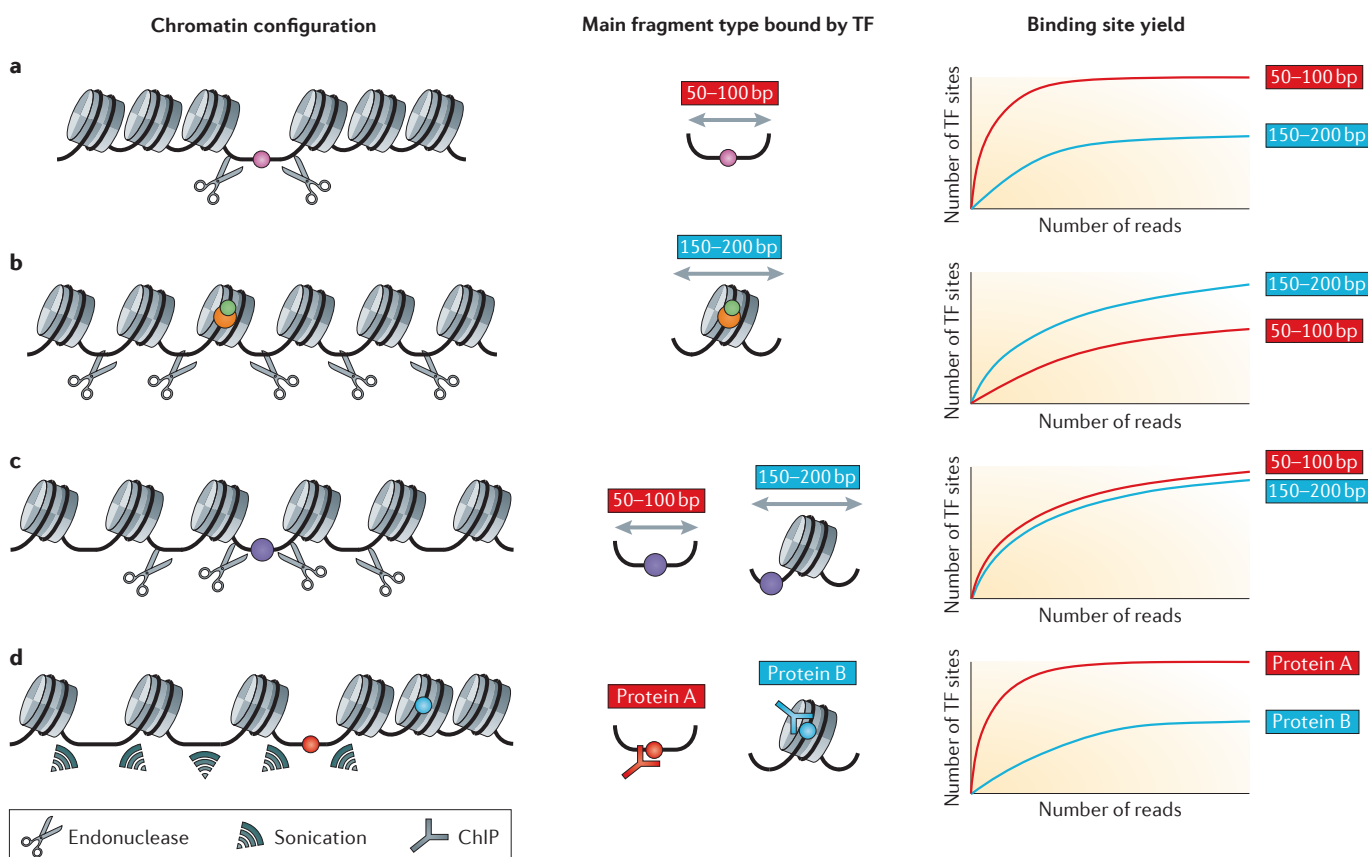 Chromatin configuration
Main fragment type bound by TF
Binding site yield
a
50–100 bp
Number of TF sites
Number of reads
50–100 bp
150–200 bp
b
150–200 bp
Number of TF sites
Number of reads
150–200 bp
50–100 bp
c
50–100 bp
150–200 bp
Number of TF sites
Number of reads
50–100 bp
150–200 bp
d
Protein A
Protein B
Number of TF sites
Number of reads
Protein A
Protein B
Endonuclease
Sonication
ChIP